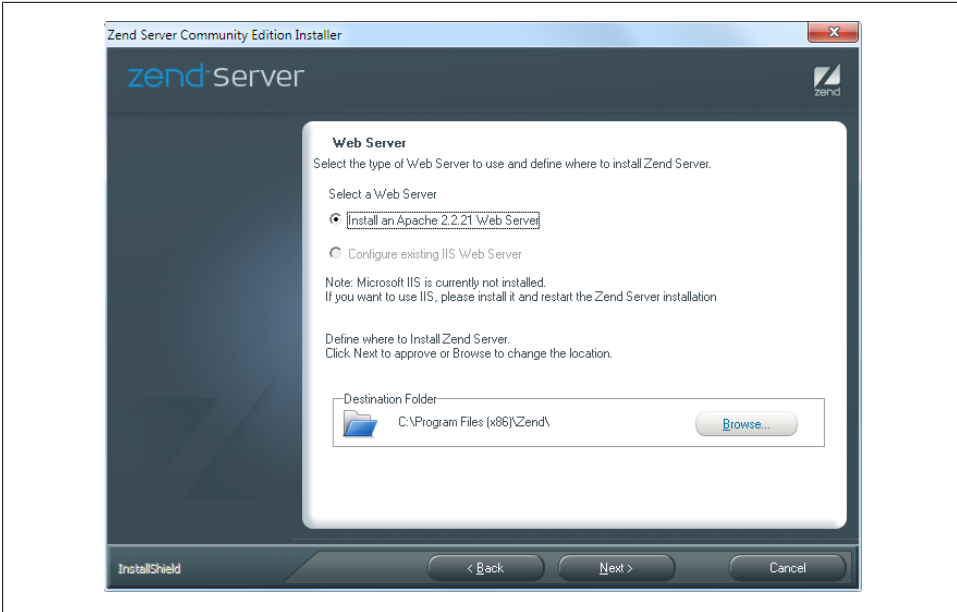 Zend Server Community Edition Installer
zend server
zend
Web Server
Select the type of Web Server to use and define where to install Zend Server.
Select a Web Server
Install an Apache 2.2.21 Web Server
Configure existing IIS Web Server
Note: Microsoft IIS is currently not installed.
If you want to use IIS, please install it and restart the Zend Server installation
Define where to Install Zend Server.
Click Next to approve or Browse to change the location.
Destination Folder
C:\Program Files (x86)\Zend\
Browse...
InstallShield
< Back
Next >
Cancel